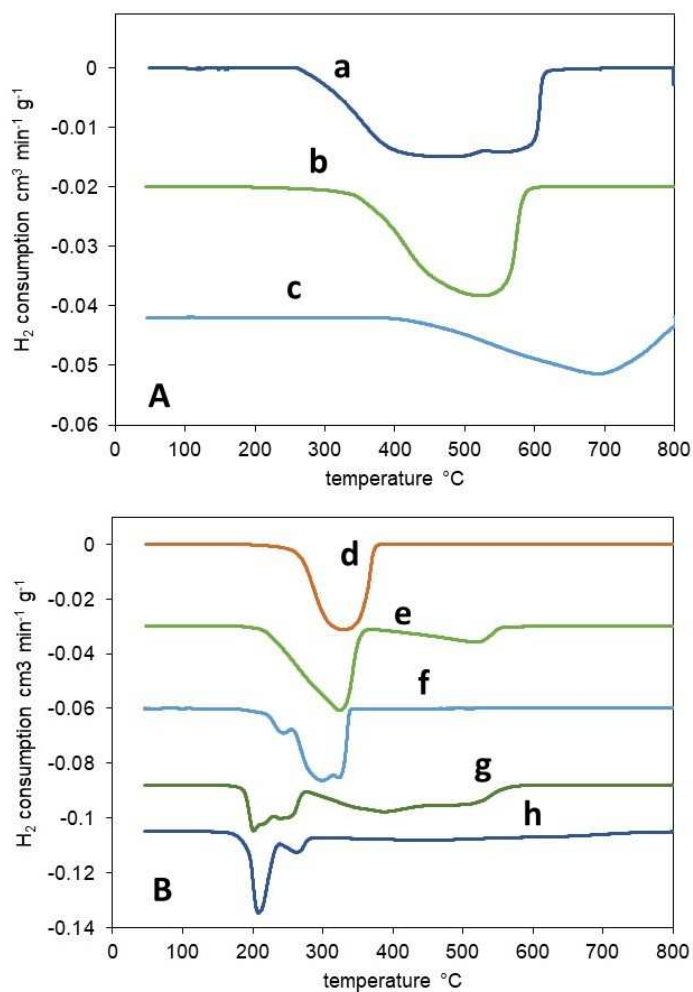 0
-0.01
-0.02
-0.03
-0.04
-0.05
-0.06
H₂ consumption cm³ min⁻¹ g⁻¹
a
b
c
A
0 100 200 300 400 500 600 700 800
temperature °C
0
-0.02
-0.04
-0.06
-0.08
-0.1
-0.12
-0.14
H₂ consumption cm3 min⁻¹ g⁻¹
d
e
f
g
h
B
0 100 200 300 400 500 600 700 800
temperature °C